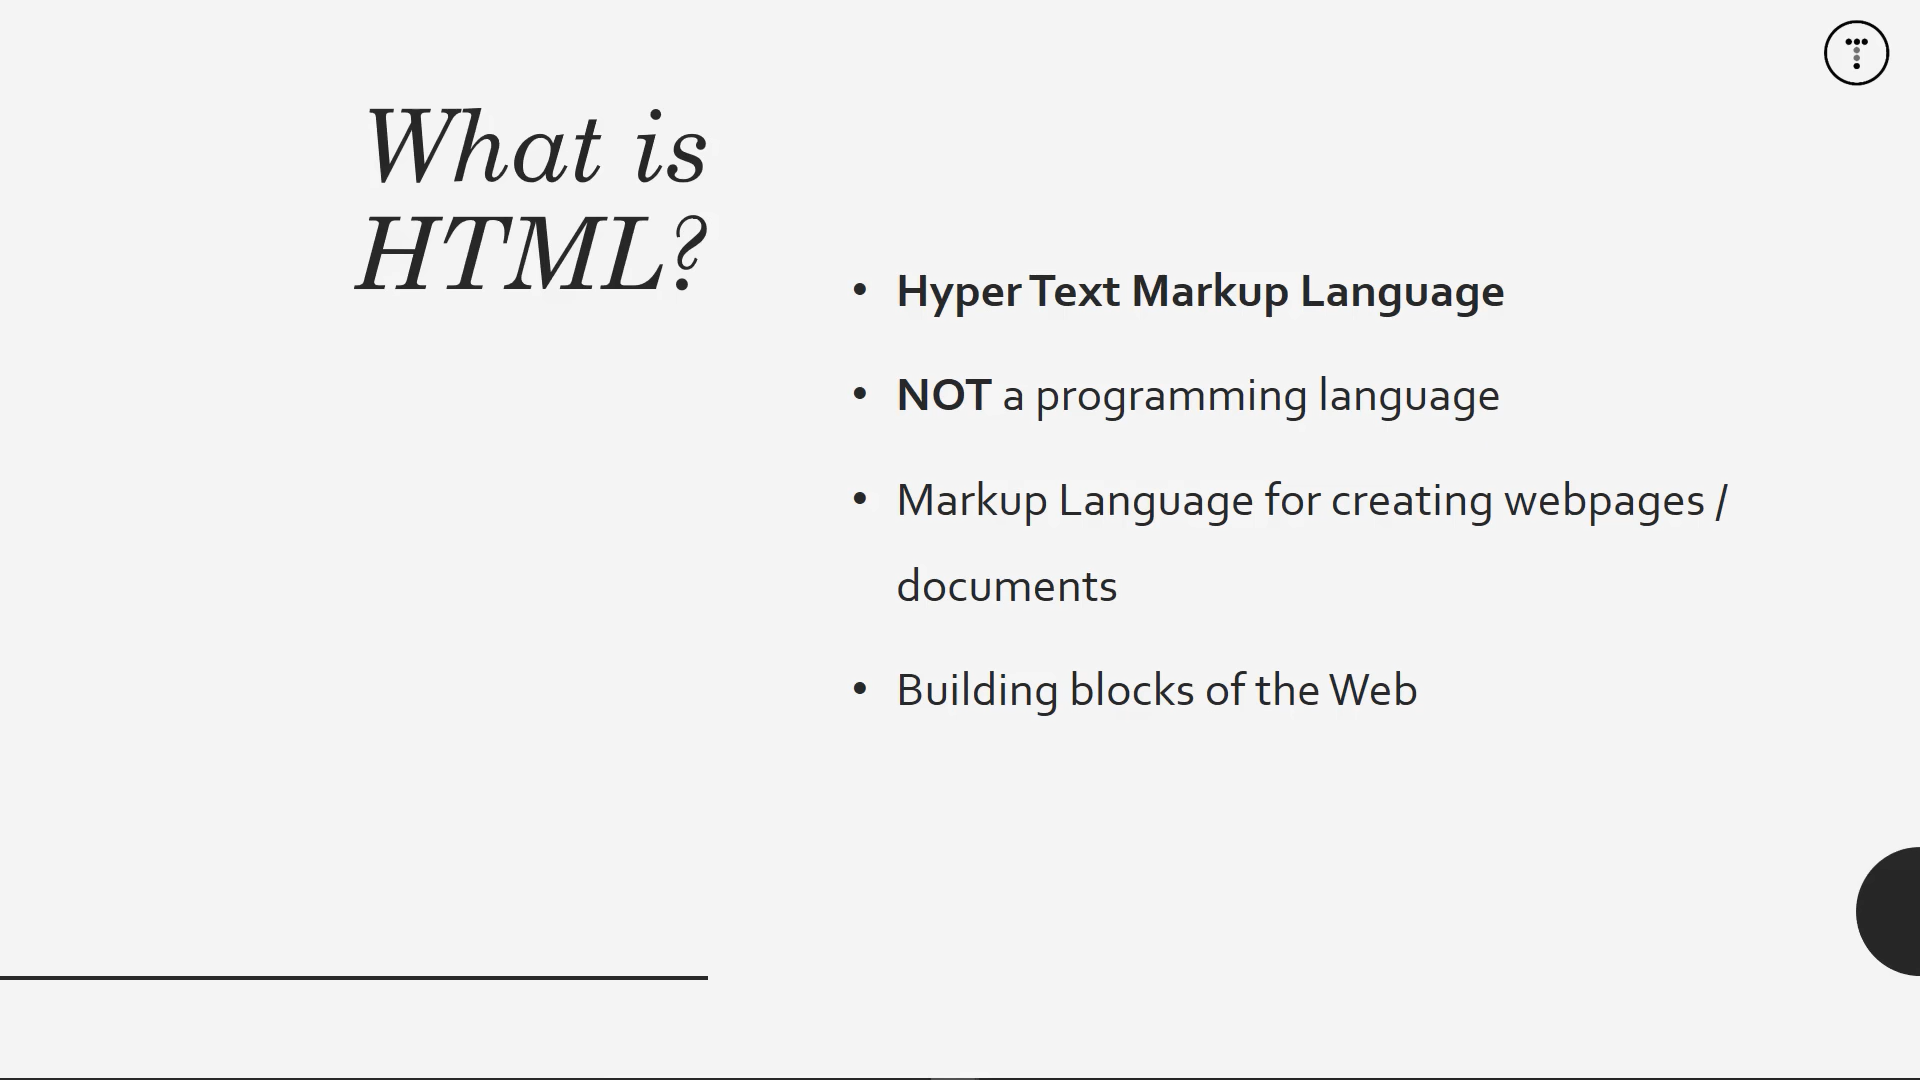 What is
HTML?
• Hyper Text Markup Language
• NOT a programming language
• Markup Language for creating webpages /
documents
• Building blocks of the Web